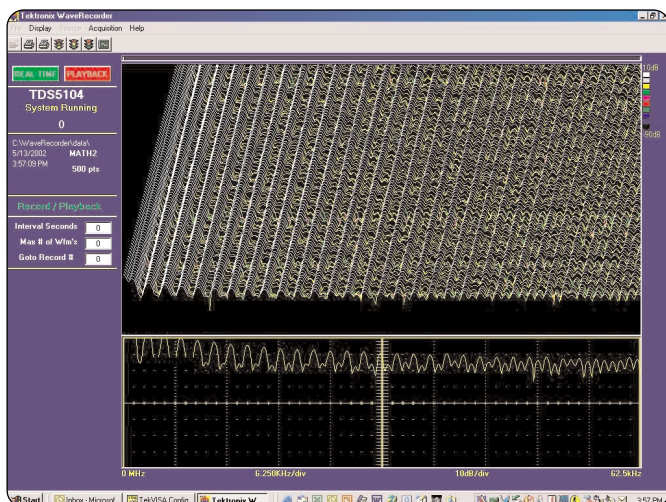 Tektronix WaveRecorder
File Display Source Acquisition Help
REAL TIME PLAYBACK
TDS5104
System Running
0
C:\WaveRecorder\data\
5/13/2002 MATH2
3:57:09 PM
500 pts
Record / Playback
Interval Seconds 0
Max # of Wfm's 0
Goto Record # 0
10dB
-90dB
0 MHz 6.250KHz/div 10dB/div 62.5kHz
Start Inbox - Microsof... TekVISA Config Tektronix W... 3:57 PM